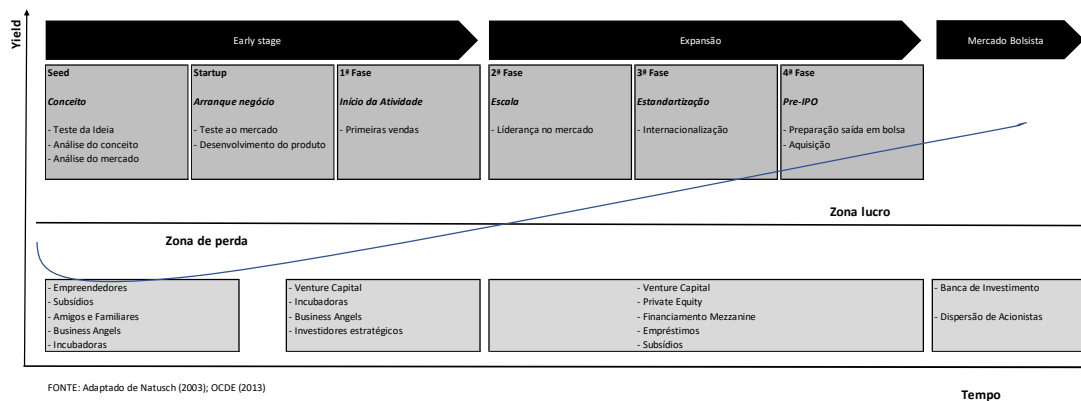 Yield
Early stage
Expansão
Mercado Bolsista
Seed
Conceito
- Teste da Ideia
- Análise do conceito
- Análise do mercado
Startup
Arranque negócio
- Teste ao mercado
- Desenvolvimento do produto
1ª Fase
Início da Atividade
- Primeiras vendas
2ª Fase
Escala
- Líderança no mercado
3ª Fase
Estandartização
- Internacionalização
4ª Fase
Pre-IPO
- Preparação saída em bolsa
- Aquisição
Zona lucro
Zona de perda
- Empreendedores
- Subsídios
- Amigos e Familiares
- Business Angels
- Incubadoras
- Venture Capital
- Incubadoras
- Business Angels
- Investidores estratégicos
- Venture Capital
- Private Equity
- Financiamento Mezzanine
- Empréstimos
- Subsídios
- Banca de Investimento
- Dispersão de Acionistas
FONTE: Adaptado de Natusch (2003); OCDE (2013)
Tempo